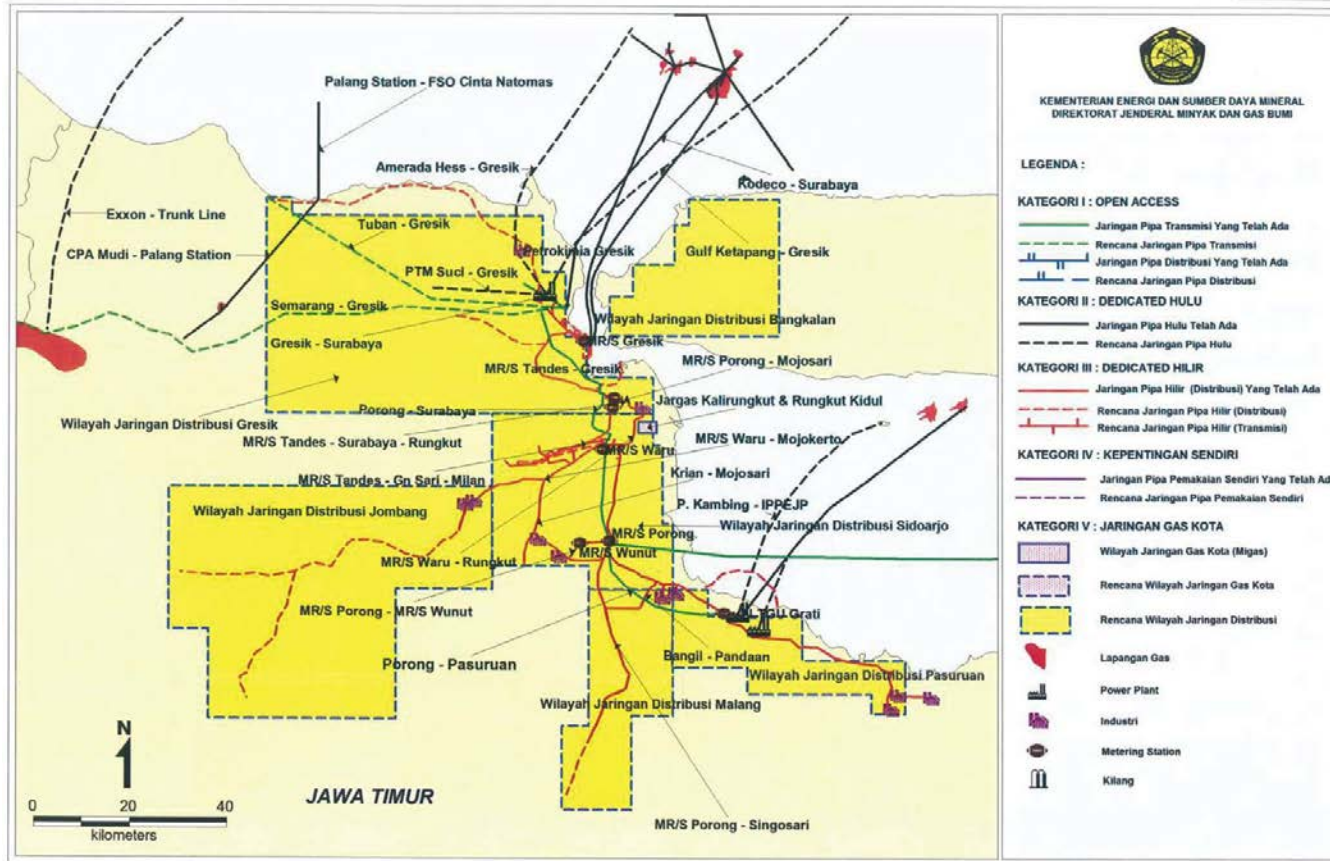 Palang Station - FSO Cinta Natomas
Amerada Hess - Gresik
Kodeco - Surabaya
Exxon - Trunk Line
Tuban - Gresik
Petrokimia Gresik
CPA Mudi - Palang Station
PTM Suci - Gresik
Gulf Ketapang - Gresik
Semarang - Gresik
Wilayah Jaringan Distribusi Bangkalan
Gresik - Surabaya
MR/S Gresik
MR/S Porong - Mojosari
MR/S Tandes - Gresik
Jargas Kalirungkut & Rungkut Kidul
Porong - Surabaya
Wilayah Jaringan Distribusi Gresik
MR/S Tandes - Surabaya - Rungkut
MR/S Waru - Mojokerto
MR/S Waru
MR/S Tandes - Gn Sari - Milan
Krian - Mojosari
P. Kambing - IPPEJP
Wilayah Jaringan Distribusi Jombang
Wilayah Jaringan Distribusi Sidoarjo
MR/S Porong
MR/S Wunut
MR/S Waru - Rungkut
MR/S Porong - MR/S Wunut
PLTGU Grati
Porong - Pasuruan
Bangil - Pandaan
Wilayah Jaringan Distribusi Pasuruan
Wilayah Jaringan Distribusi Malang
N
JAWA TIMUR
0 20 40
kilometers
MR/S Porong - Singosari
KEMENTERIAN ENERGI DAN SUMBER DAYA MINERAL
DIREKTORAT JENDERAL MINYAK DAN GAS BUMI
LEGENDA :
KATEGORI I : OPEN ACCESS
Jaringan Pipa Transmisi Yang Telah Ada
Rencana Jaringan Pipa Transmisi
Jaringan Pipa Distribusi Yang Telah Ada
Rencana Jaringan Pipa Distribusi
KATEGORI II : DEDICATED HULU
Jaringan Pipa Hulu Telah Ada
Rencana Jaringan Pipa Hulu
KATEGORI III : DEDICATED HILIR
Jaringan Pipa Hilir (Distribusi) Yang Telah Ada
Rencana Jaringan Pipa Hilir (Distribusi)
Rencana Jaringan Pipa Hilir (Transmisi)
KATEGORI IV : KEPENTINGAN SENDIRI
Jaringan Pipa Pemakaian Sendiri Yang Telah Ad
Rencana Jaringan Pipa Pemakaian Sendiri
KATEGORI V : JARINGAN GAS KOTA
Wilayah Jaringan Gas Kota (Migas)
Rencana Wilayah Jaringan Gas Kota
Rencana Wilayah Jaringan Distribusi
Lapangan Gas
Power Plant
Industri
Metering Station
Kilang